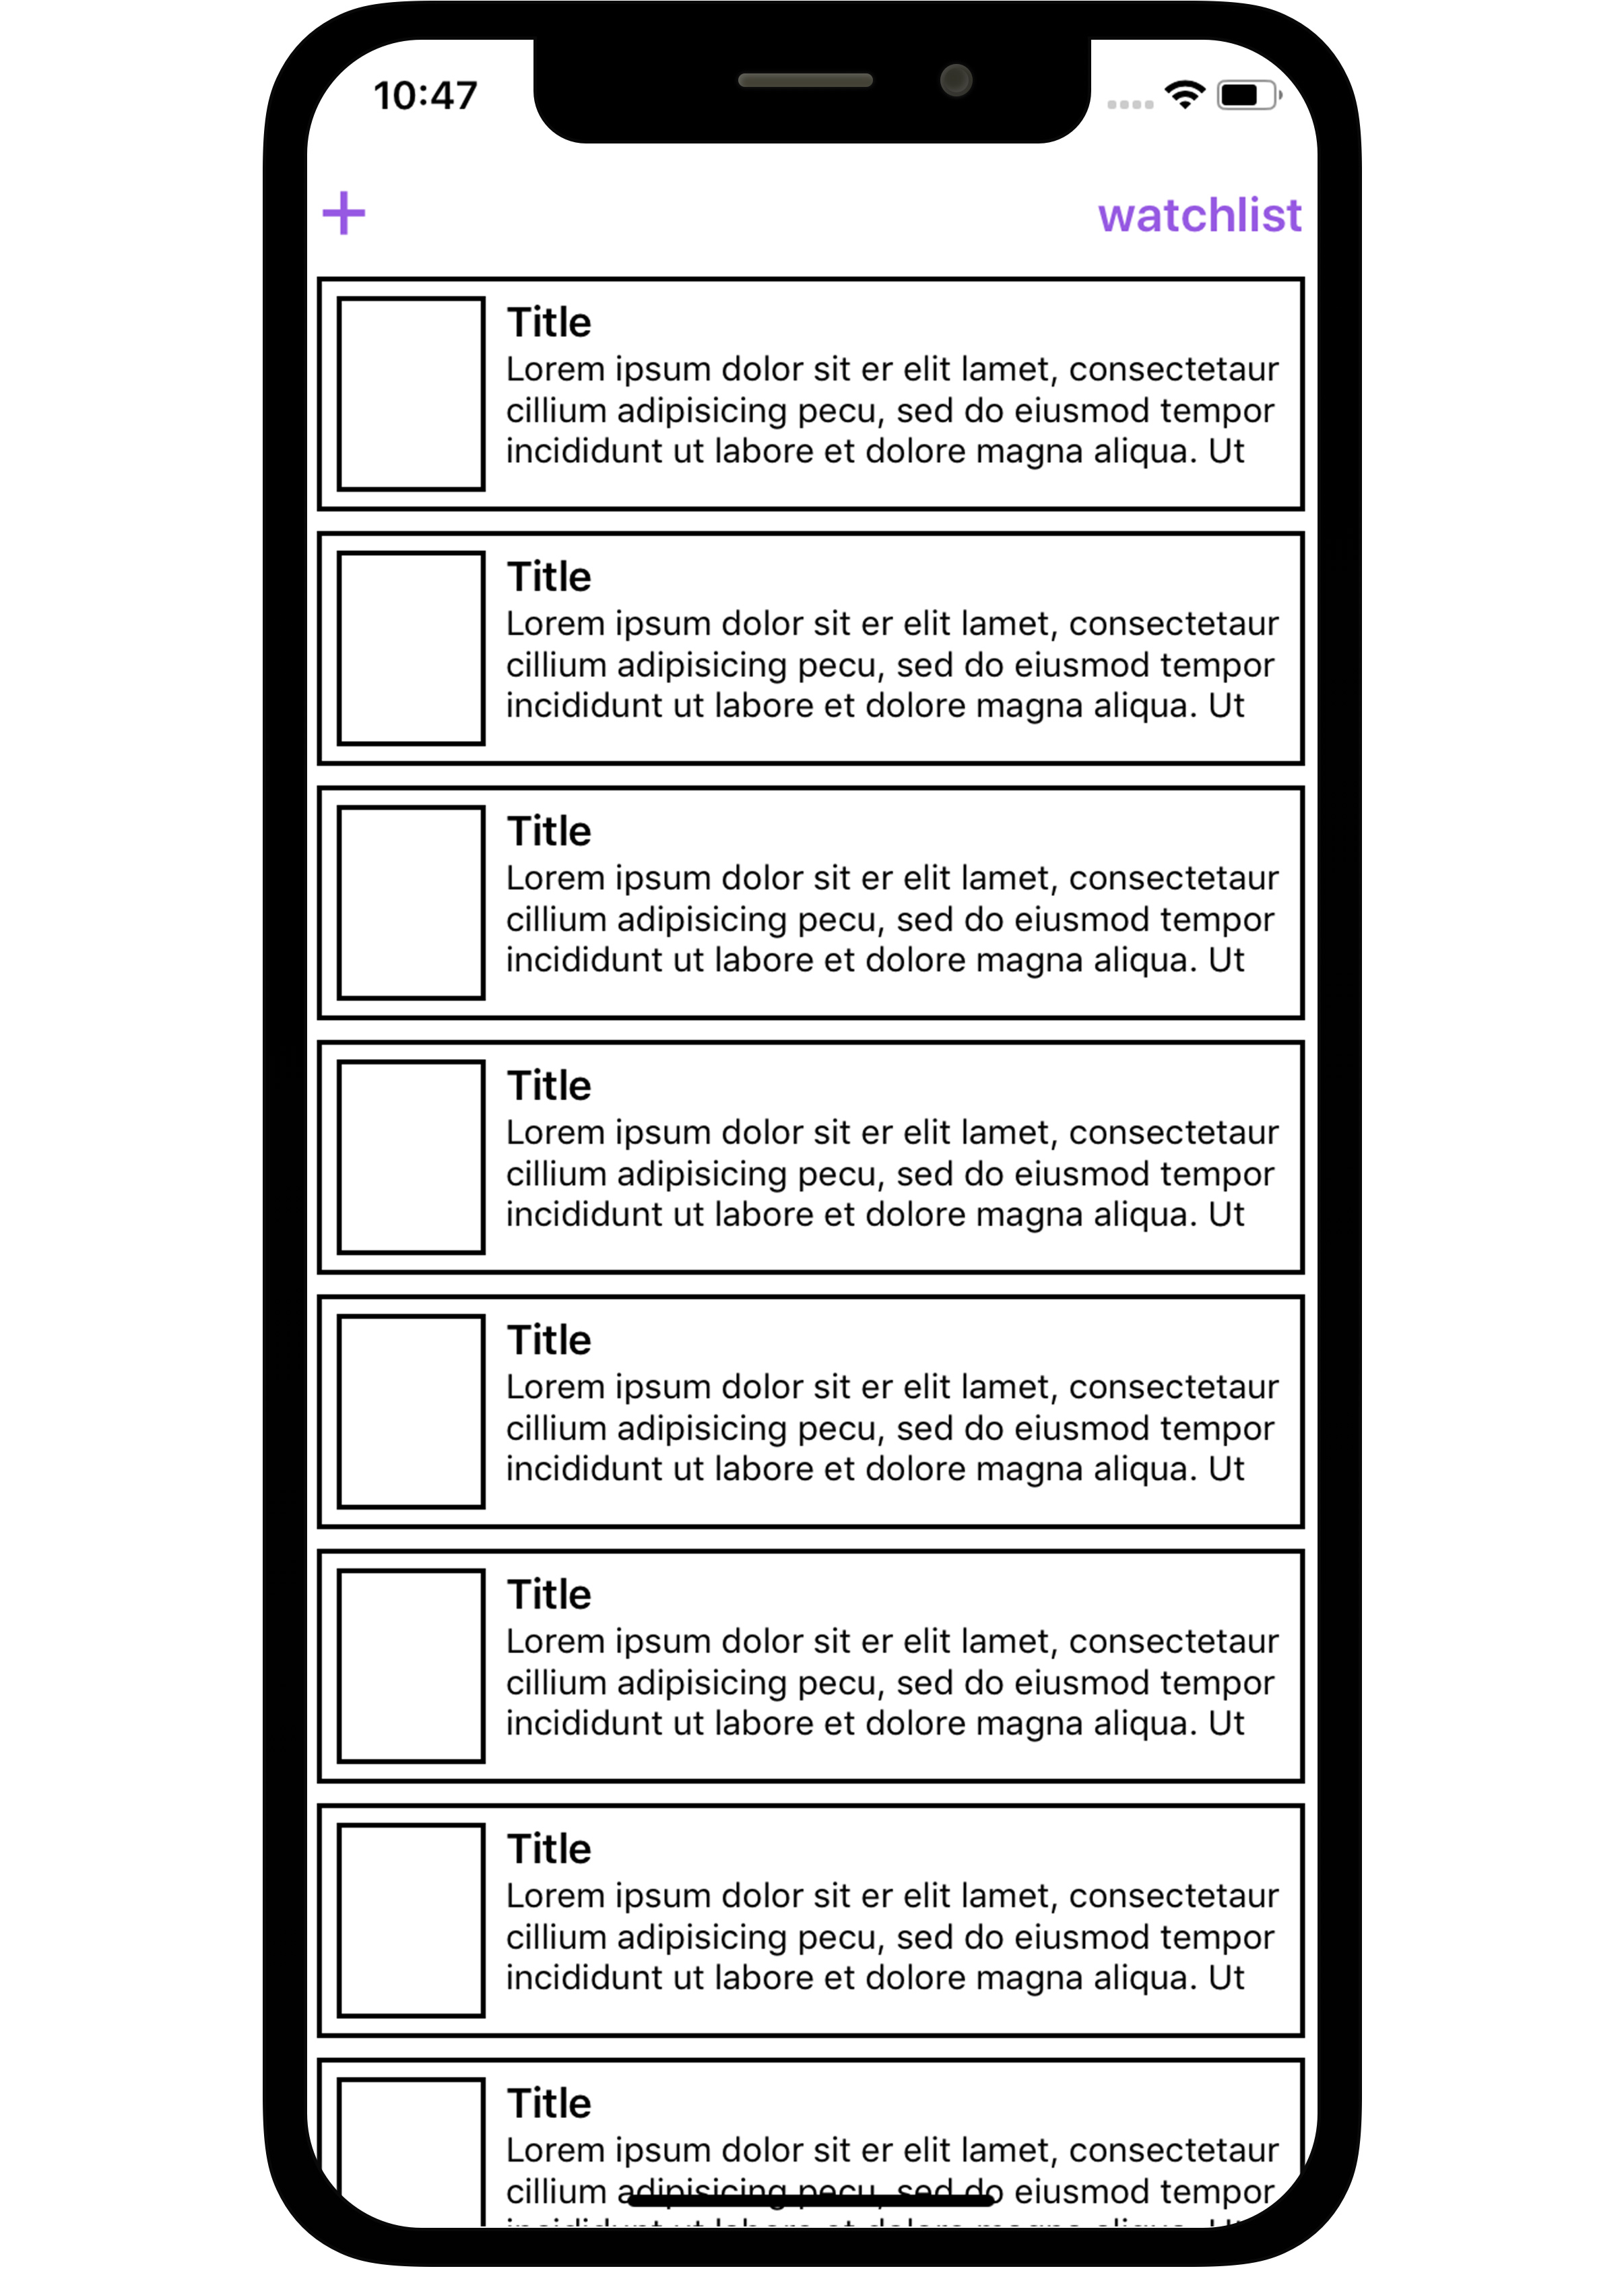 10:47
+
watchlist
Title
Lorem ipsum dolor sit er elit lamet, consectetaur
cillium adipisicing pecu, sed do eiusmod tempor
incididunt ut labore et dolore magna aliqua. Ut
Title
Lorem ipsum dolor sit er elit lamet, consectetaur
cillium adipisicing pecu, sed do eiusmod tempor
incididunt ut labore et dolore magna aliqua. Ut
Title
Lorem ipsum dolor sit er elit lamet, consectetaur
cillium adipisicing pecu, sed do eiusmod tempor
incididunt ut labore et dolore magna aliqua. Ut
Title
Lorem ipsum dolor sit er elit lamet, consectetaur
cillium adipisicing pecu, sed do eiusmod tempor
incididunt ut labore et dolore magna aliqua. Ut
Title
Lorem ipsum dolor sit er elit lamet, consectetaur
cillium adipisicing pecu, sed do eiusmod tempor
incididunt ut labore et dolore magna aliqua. Ut
Title
Lorem ipsum dolor sit er elit lamet, consectetaur
cillium adipisicing pecu, sed do eiusmod tempor
incididunt ut labore et dolore magna aliqua. Ut
Title
Lorem ipsum dolor sit er elit lamet, consectetaur
cillium adipisicing pecu, sed do eiusmod tempor
incididunt ut labore et dolore magna aliqua. Ut
Title
Lorem ipsum dolor sit er elit lamet, consectetaur
cillium adipisicing pecu, sed do eiusmod tempor